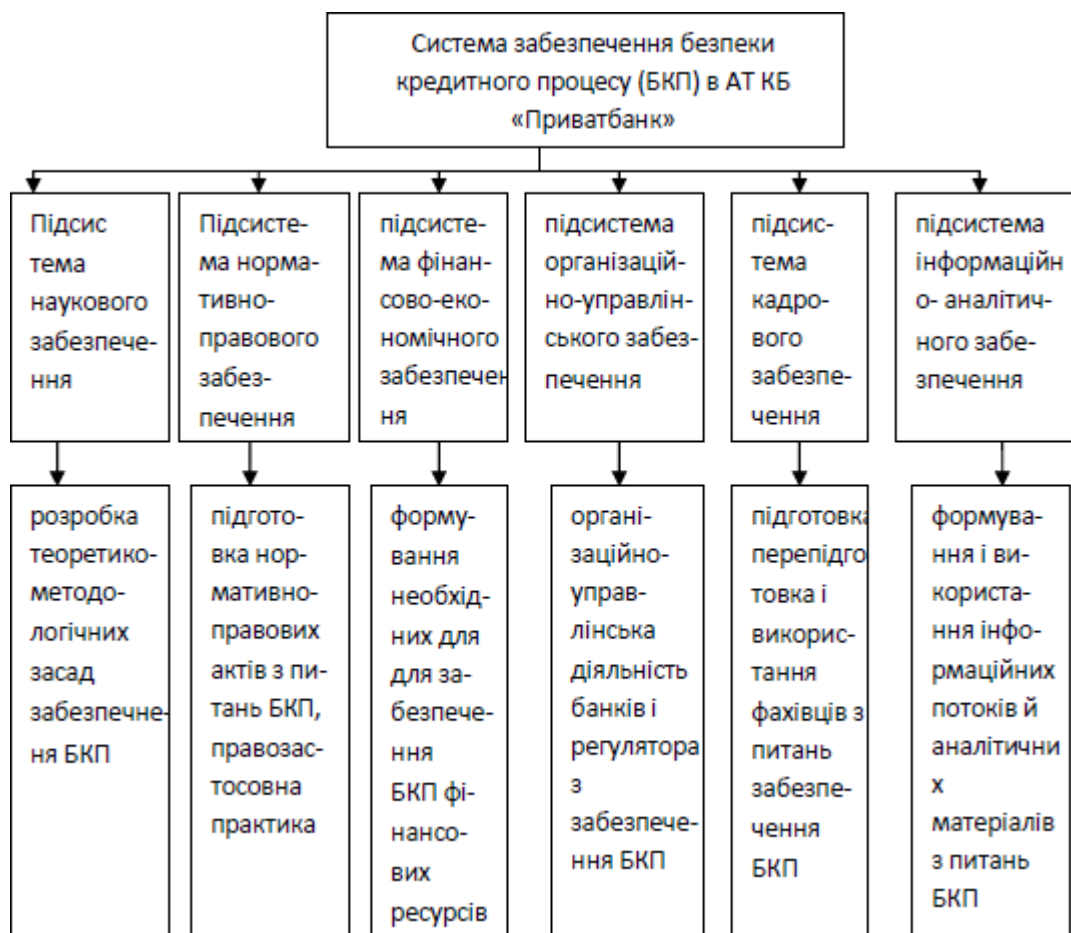 Система забезпечення безпеки
кредитного процесу (БКП) в АТ КБ
«Приватбанк»
Підсис
тема
наукового
забезпече-
ння
Підсисте-
ма норма-
тивно-
правового
забез-
печення
підсисте-
ма фінан-
сово-еко-
номічного
забезпечен
ня
підсистема
організацій-
но-управлін-
ського забез-
печення
підсис-
тема
кадро-
вого
забезпе-
чення
підсистема
інформаційн
о- аналітич-
ного забе-
зпечення
розробка
теоретико-
методо-
логічних
засад
забезпечне-
ня БКП
підгото-
вка нор-
мативно-
правових
актів з пи-
тань БКП,
правозас-
тосовна
практика
форму-
вання
необхід-
них для
для за-
безпече-
ння
БКП фі-
нансо-
вих
ресурсів
органі-
заційно-
управ-
лінська
діяльність
банків і
регулятора
з
забезпече-
ння БКП
підготовка
перепідго
товка і
викорис-
тання
фахівців з
питань
забезпе-
чення
БКП
формува-
ння і ви-
користа-
ння інфо-
рмаційних
потоків й
аналітични
х
матеріалів
з питань
БКП